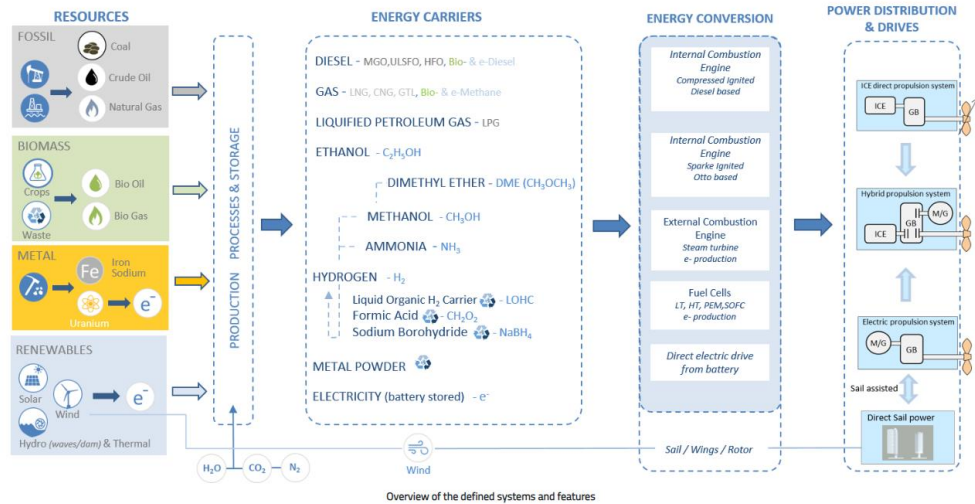 RESOURCES
FOSSIL
Coal
Crude Oil
Natural Gas
BIOMASS
Crops
Waste
Bio Oil
Bio Gas
METAL
Fe
Iron
Sodium
Uranium
e⁻
RENEWABLES
Solar
Wind
e⁻
Hydro (waves/dam) & Thermal
PRODUCTION PROCESSES & STORAGE
H₂O
CO₂
N₂
ENERGY CARRIERS
DIESEL - MGO,ULSFO, HFO, Bio- & e-Diesel
GAS - LNG, CNG, GTL, Bio- & e-Methane
LIQUIFIED PETROLEUM GAS - LPG
ETHANOL - C₂H₅OH
DIMETHYL ETHER - DME (CH₃OCH₃)
METHANOL - CH₃OH
AMMONIA - NH₃
HYDROGEN - H₂
Liquid Organic H₂ Carrier - LOHC
Formic Acid - CH₂O₂
Sodium Borohydride - NaBH₄
METAL POWDER
ELECTRICITY (battery stored) - e⁻
Wind
ENERGY CONVERSION
Internal Combustion
Engine
Compressed Ignited
Diesel based
Internal Combustion
Engine
Sparke Ignited
Otto based
External Combustion
Engine
Steam turbine
e- production
Fuel Cells
LT, HT, PEM,SOFC
e- production
Direct electric drive
from battery
Sail / Wings / Rotor
POWER DISTRIBUTION
& DRIVES
ICE direct propulsion system
ICE
GB
Hybrid propulsion system
ICE
GB
M/G
Electric propulsion system
M/G
GB
Sail assisted
Direct Sail power
Overview of the defined systems and features